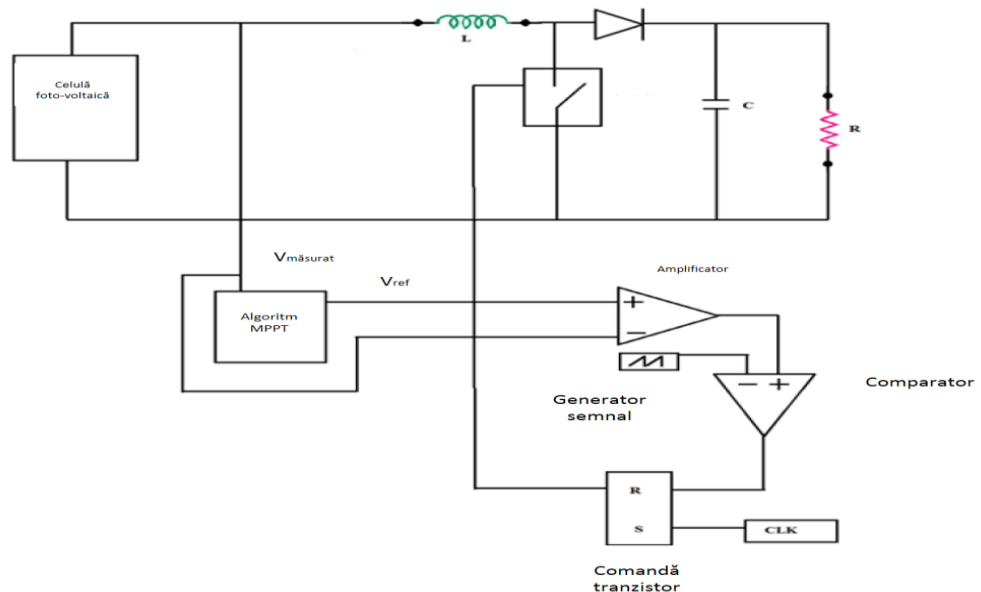 L
Celulă
foto-voltaică
C
R
Vmăsurat
Vref
Amplificator
Algoritm
MPPT
+
−
Generator
semnal
− +
Comparator
R
S
CLK
Comandă
tranzistor